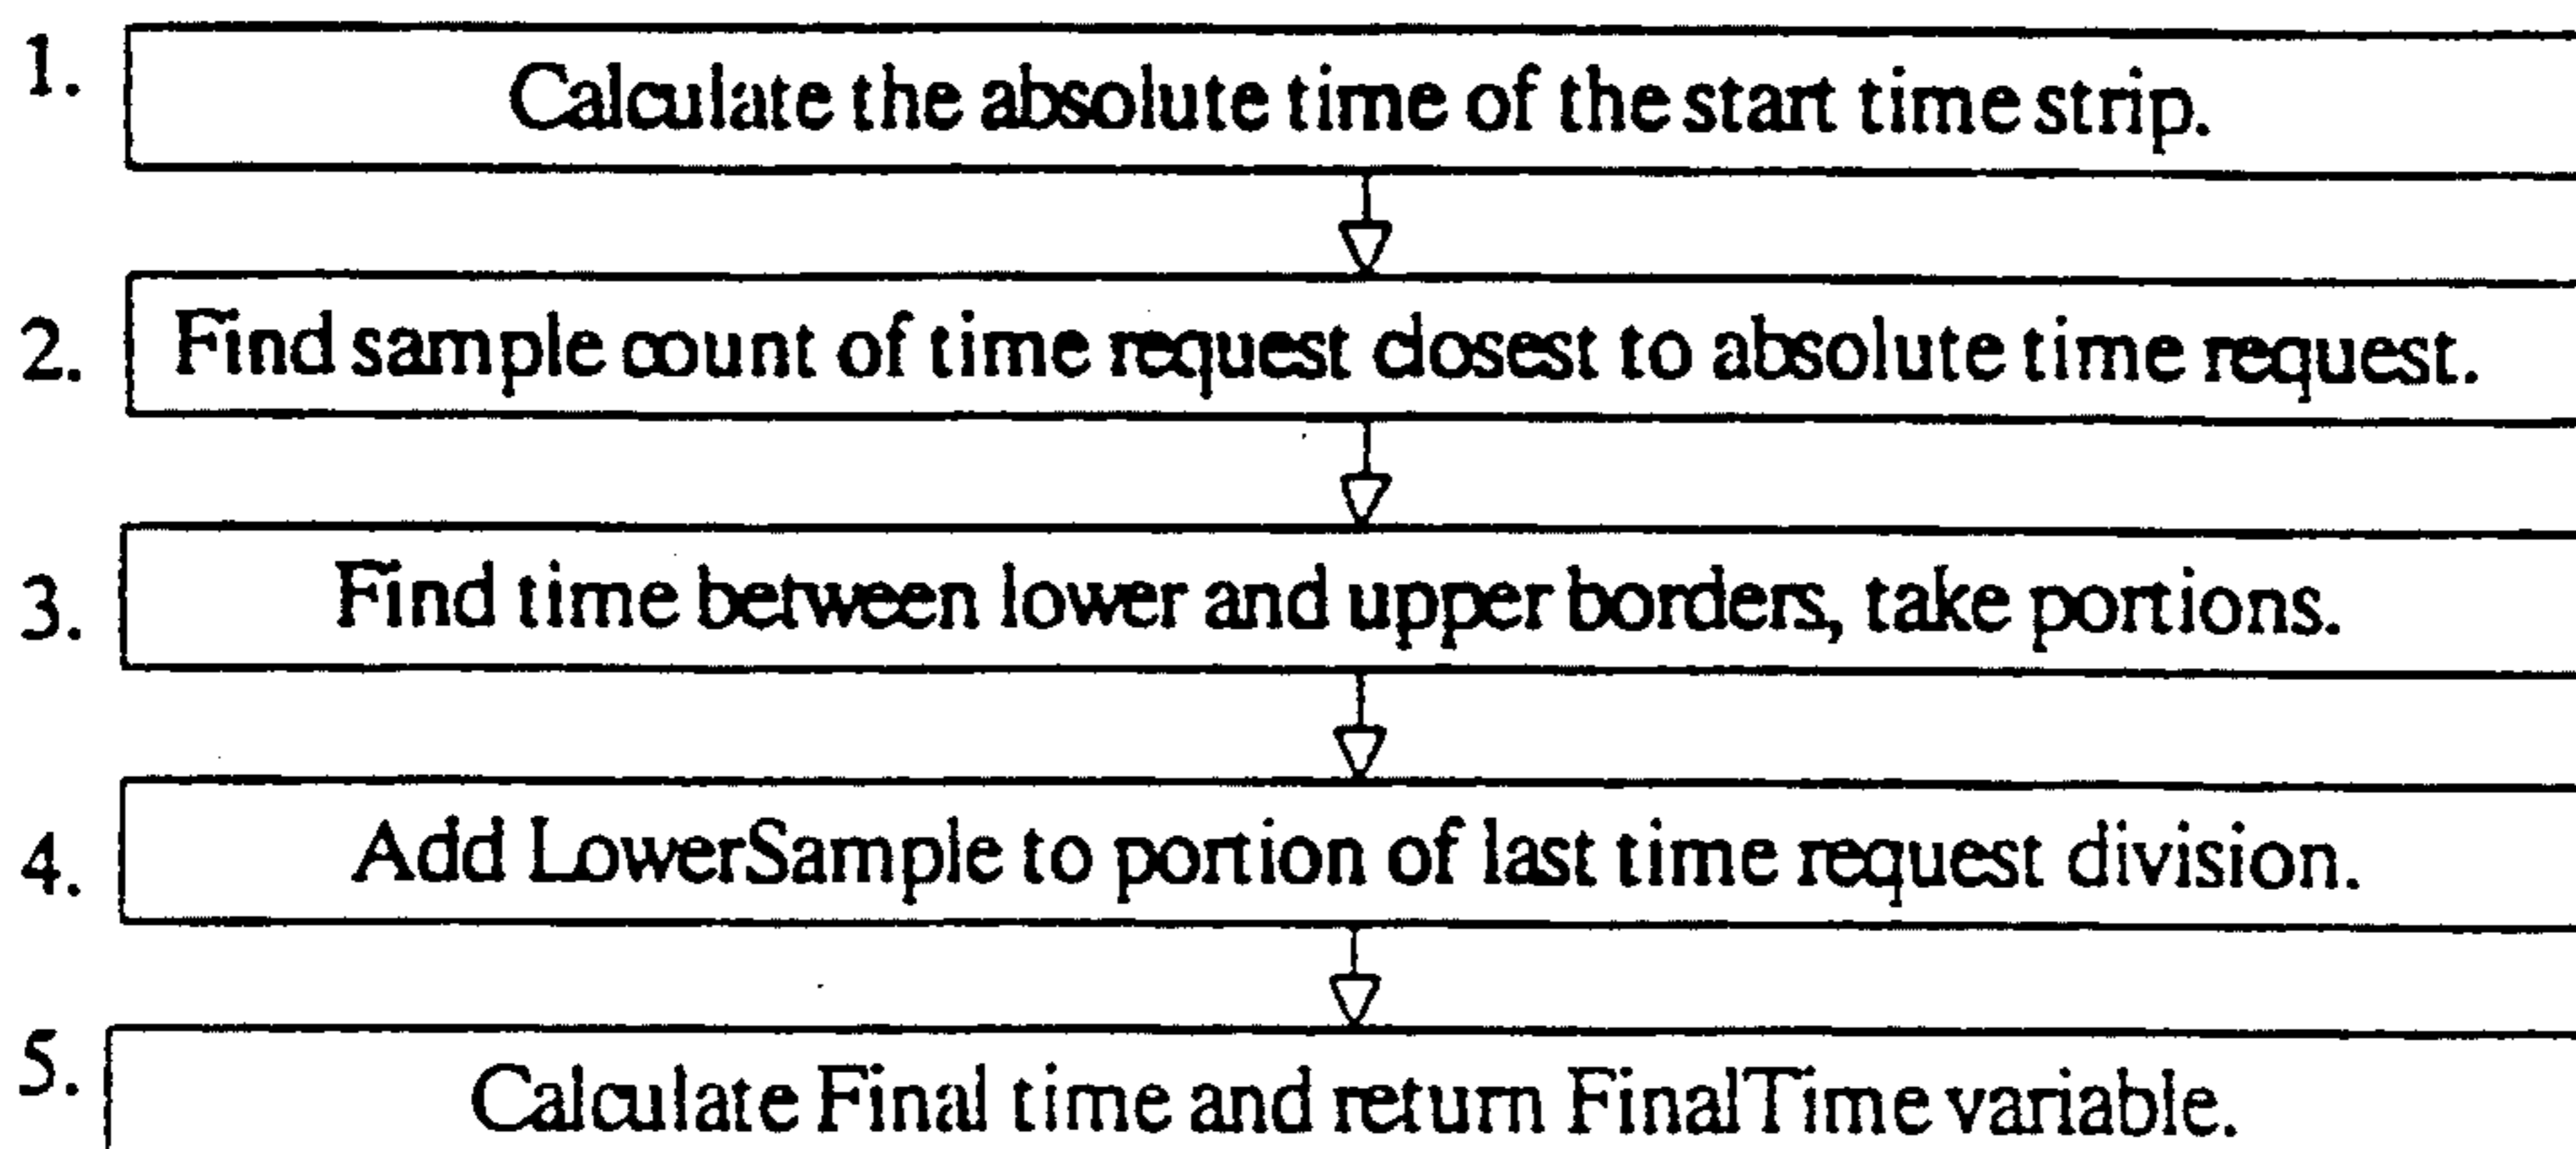 1. Calculate the absolute time of the start time strip.
2. Find sample count of time request closest to absolute time request.
3. Find time between lower and upper borders, take portions.
4. Add LowerSample to portion of last time request division.
5. Calculate Final time and return FinalTime variable.